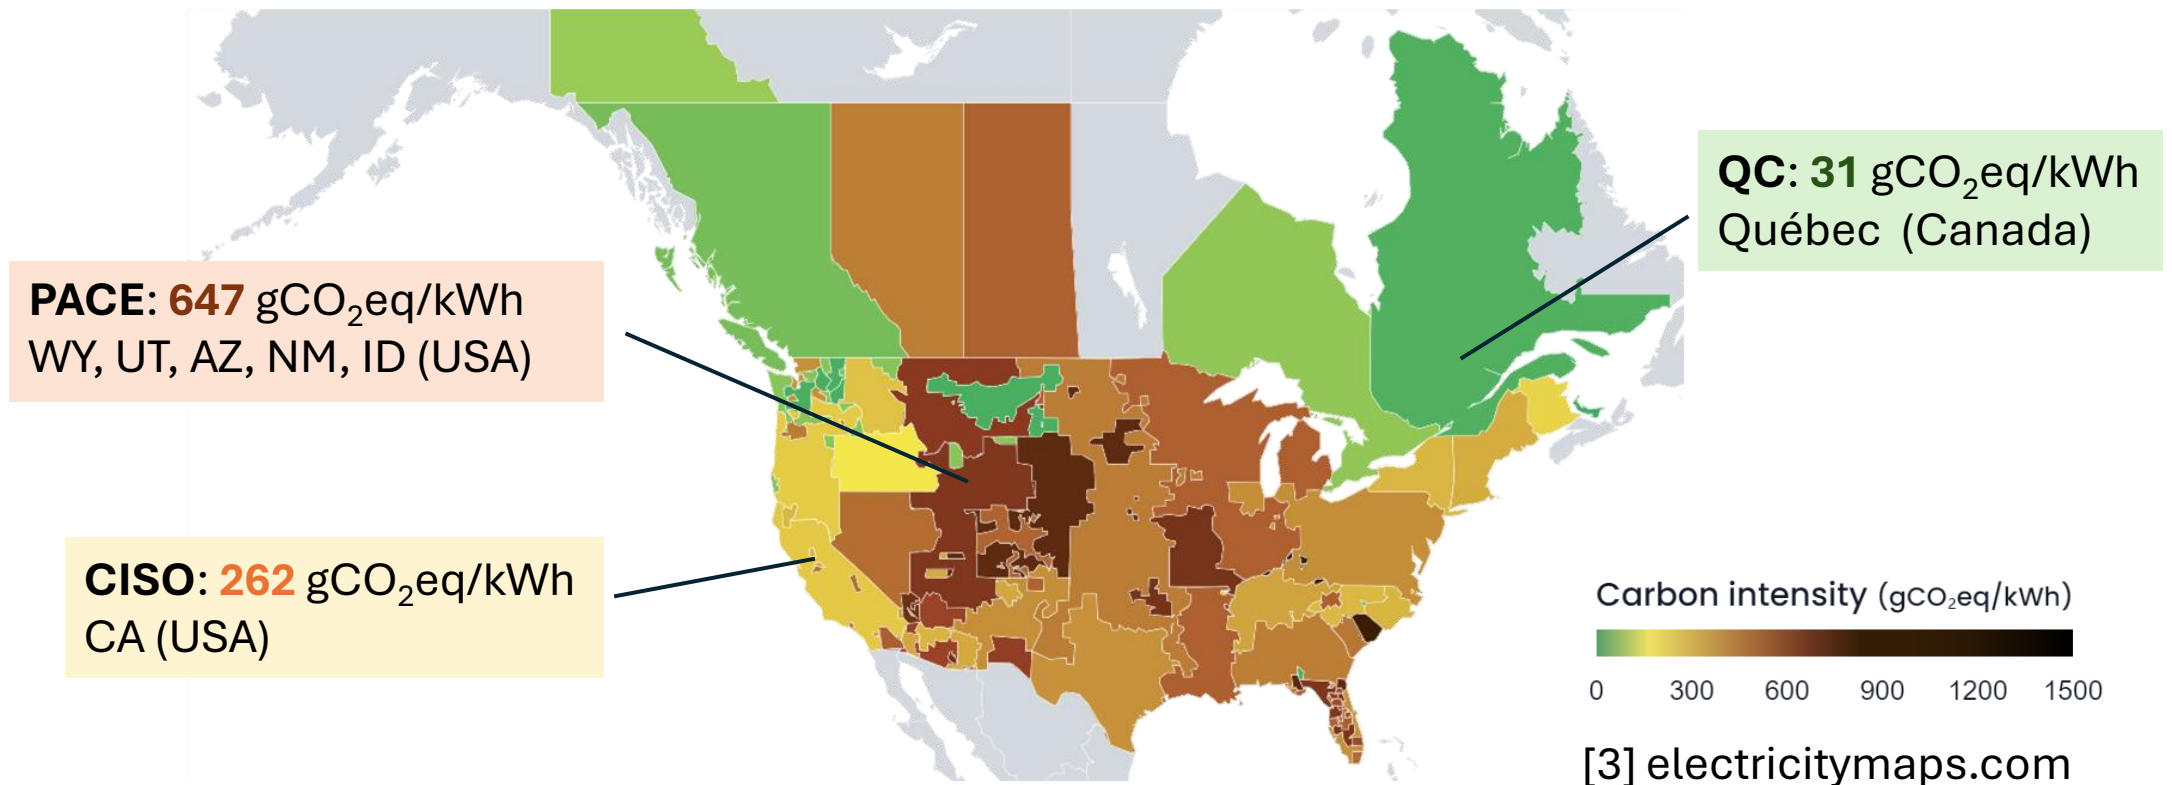 QC: 31 gCO₂eq/kWh
Québec (Canada)
PACE: 647 gCO₂eq/kWh
WY, UT, AZ, NM, ID (USA)
CISO: 262 gCO₂eq/kWh
CA (USA)
Carbon intensity (gCO₂eq/kWh)
0 300 600 900 1200 1500
[3] electricitymaps.com